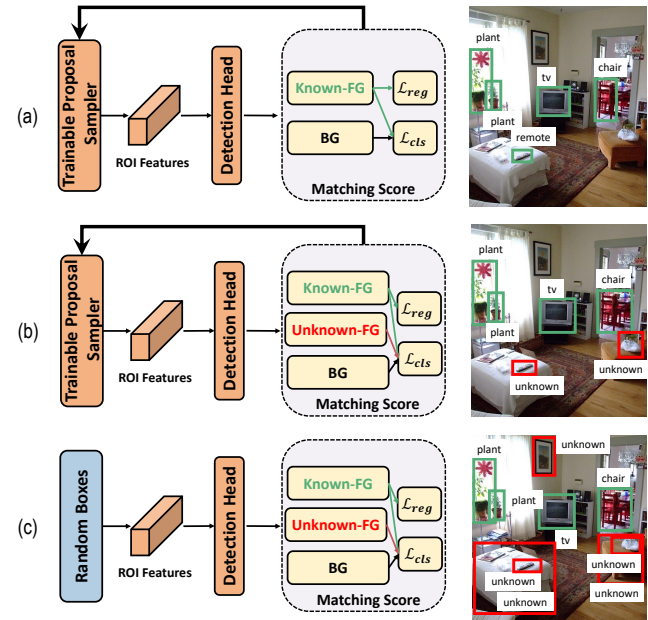 (a)
Trainable Proposal
Sampler
ROI Features
Detection Head
Known-FG
BG
ℒreg
ℒcls
Matching Score
plant
tv
chair
plant
remote
(b)
Trainable Proposal
Sampler
ROI Features
Detection Head
Known-FG
Unknown-FG
BG
ℒreg
ℒcls
Matching Score
plant
tv
chair
plant
unknown
unknown
(c)
Random Boxes
ROI Features
Detection Head
Known-FG
Unknown-FG
BG
ℒreg
ℒcls
Matching Score
unknown
plant
chair
plant
tv
unknown
unknown
unknown
unknown